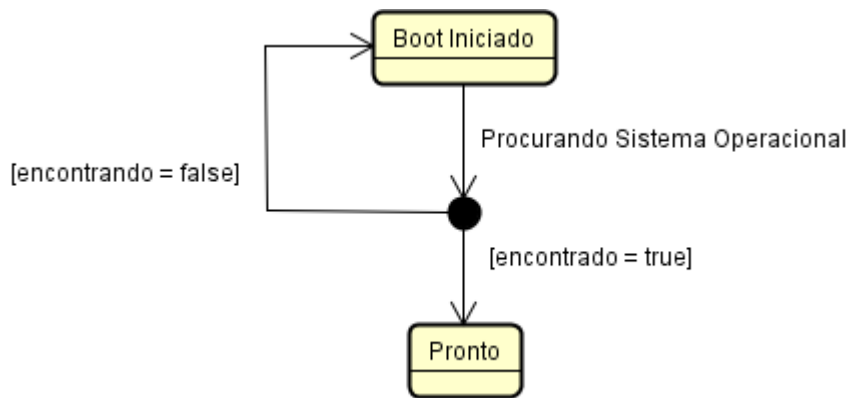 Boot Iniciado
Procurando Sistema Operacional
[encontrando = false]
[encontrado = true]
Pronto